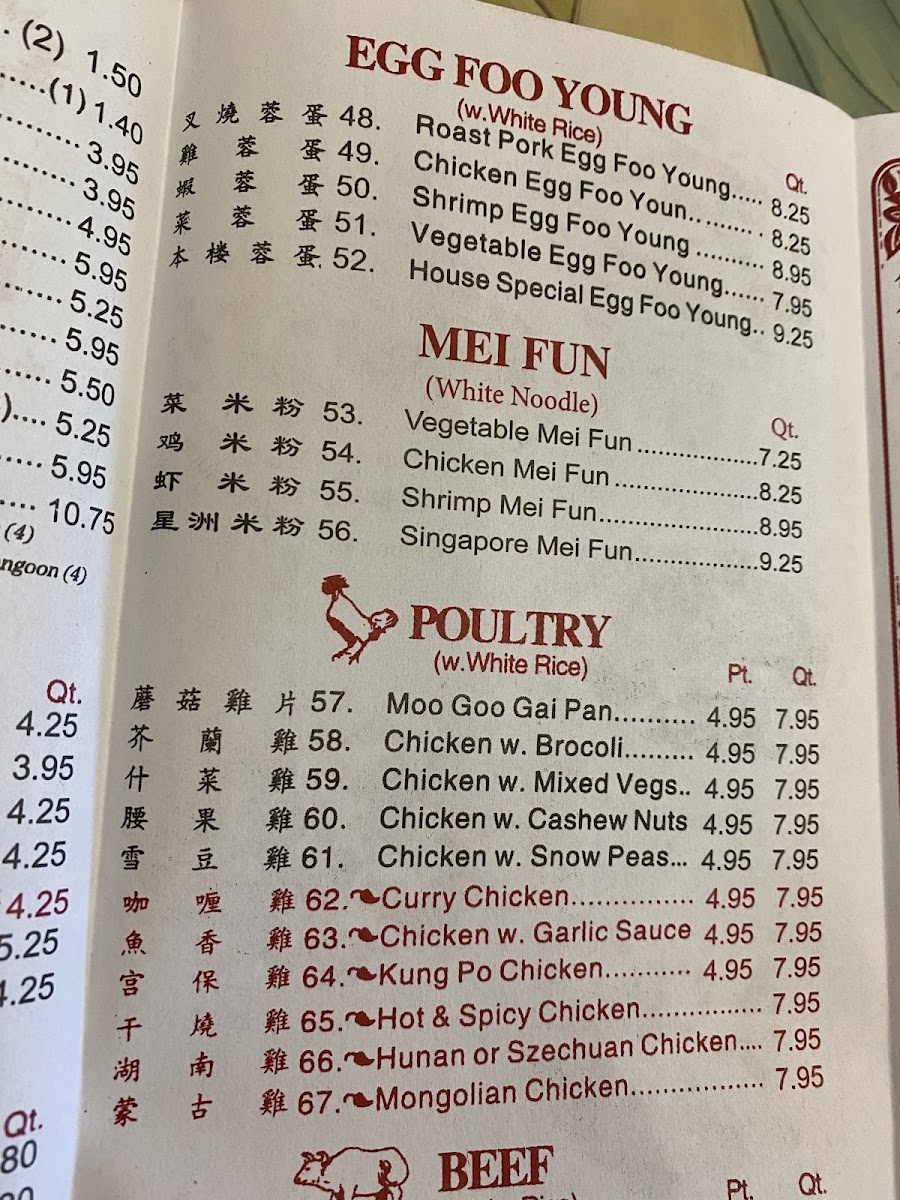 . (2) 1.50
.....(1) 1.40
3.95
3.95
4.95
5.95
5.25
5.95
5.50
).... 5.25
5.95
10.75
(4)
ngoon (4)
Qt.
4.25
3.95
4.25
4.25
4.25
5.25
4.25
Qt.
80
EGG FOO YOUNG
(w.White Rice)
Qt.
叉燒蓉蛋 48. Roast Pork Egg Foo Young..... 8.25
雞蓉蛋 49. Chicken Egg Foo Youn.. ....... 8.25
蝦蓉蛋 50. Shrimp Egg Foo Young .......... 8.95
菜蓉蛋 51. Vegetable Egg Foo Young...... 7.95
本楼蓉蛋. 52. House Special Egg Foo Young.. 9.25
MEI FUN
(White Noodle)
Qt.
菜米粉 53. Vegetable Mei Fun..................7.25
鸡米粉 54. Chicken Mei Fun .....................8.25
虾米粉 55. Shrimp Mei Fun.......................8.95
星洲米粉 56. Singapore Mei Fun..................9.25
POULTRY
(w.White Rice)
Pt. Qt.
蘑菇雞片 57. Moo Goo Gai Pan.......... 4.95 7.95
芥蘭雞 58. Chicken w. Brocoli......... 4.95 7.95
什菜雞 59. Chicken w. Mixed Vegs.. 4.95 7.95
腰果雞 60. Chicken w. Cashew Nuts 4.95 7.95
雪豆雞 61. Chicken w. Snow Peas... 4.95 7.95
咖喱雞 62. Curry Chicken................ 4.95 7.95
魚香雞 63. Chicken w. Garlic Sauce 4.95 7.95
宫保雞 64. Kung Po Chicken........... 4.95 7.95
干燒雞 65. Hot & Spicy Chicken................ 7.95
湖南雞 66. Hunan or Szechuan Chicken.... 7.95
蒙古雞 67. Mongolian Chicken.................. 7.95
BEEF
Pt. Qt.